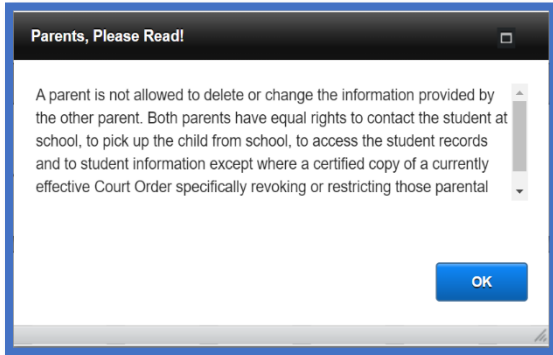 Parents, Please Read!
A parent is not allowed to delete or change the information provided by
the other parent. Both parents have equal rights to contact the student at
school, to pick up the child from school, to access the student records
and to student information except where a certified copy of a currently
effective Court Order specifically revoking or restricting those parental
OK